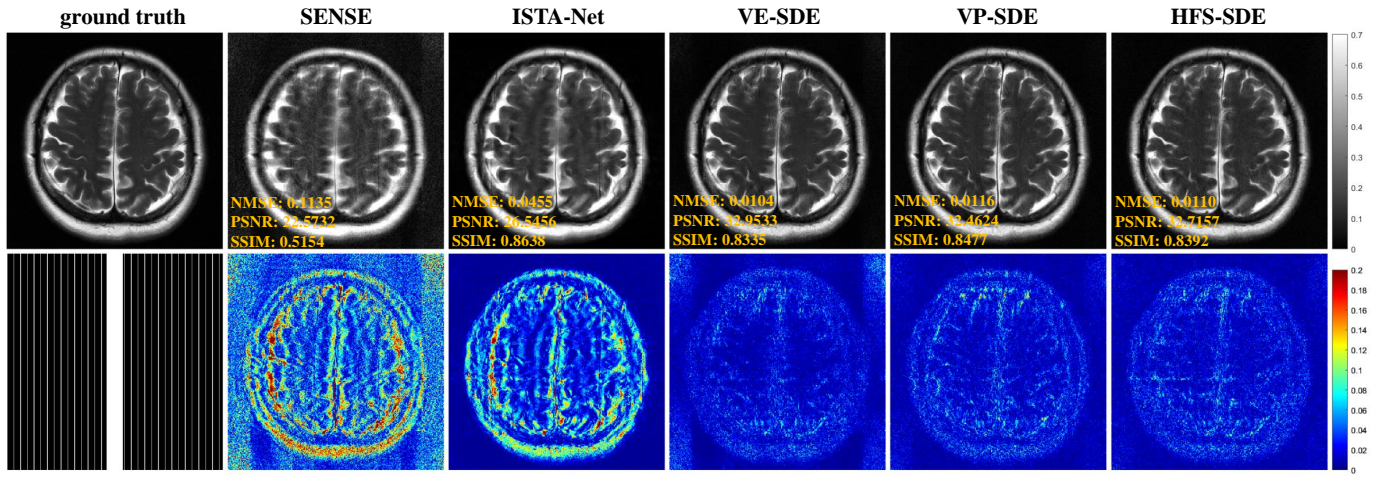 ground truth
SENSE
ISTA-Net
VE-SDE
VP-SDE
HFS-SDE
NMSE: 0.1135
PSNR: 22.5732
SSIM: 0.5154
NMSE: 0.0455
PSNR: 26.5456
SSIM: 0.8638
NMSE: 0.0104
PSNR: 32.9533
SSIM: 0.8335
NMSE: 0.0116
PSNR: 32.4624
SSIM: 0.8477
NMSE: 0.0110
PSNR: 32.7157
SSIM: 0.8392
0.7
0.6
0.5
0.4
0.3
0.2
0.1
0
0.2
0.18
0.16
0.14
0.12
0.1
0.08
0.06
0.04
0.02
0